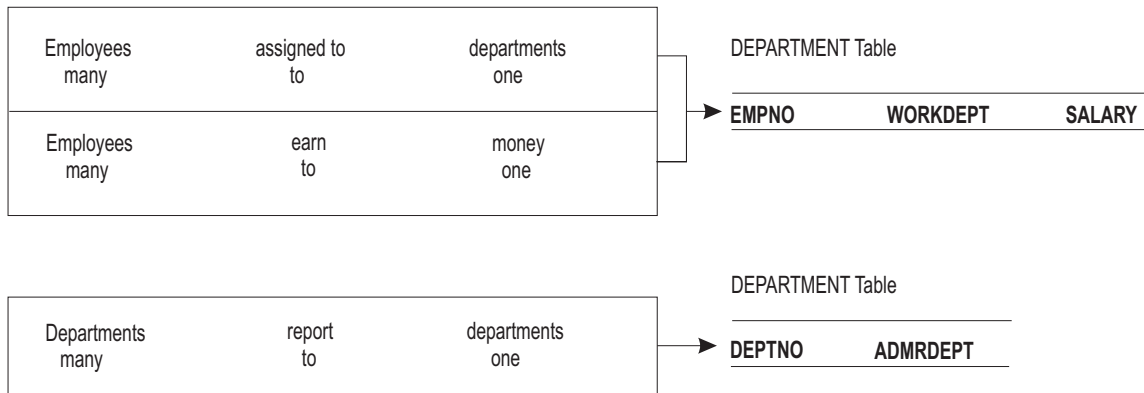 Employees assigned to departments
many to one
Employees earn money
many to one
DEPARTMENT Table
EMPNO WORKDEPT SALARY
Departments report departments
many to one
DEPARTMENT Table
DEPTNO ADMRDEPT